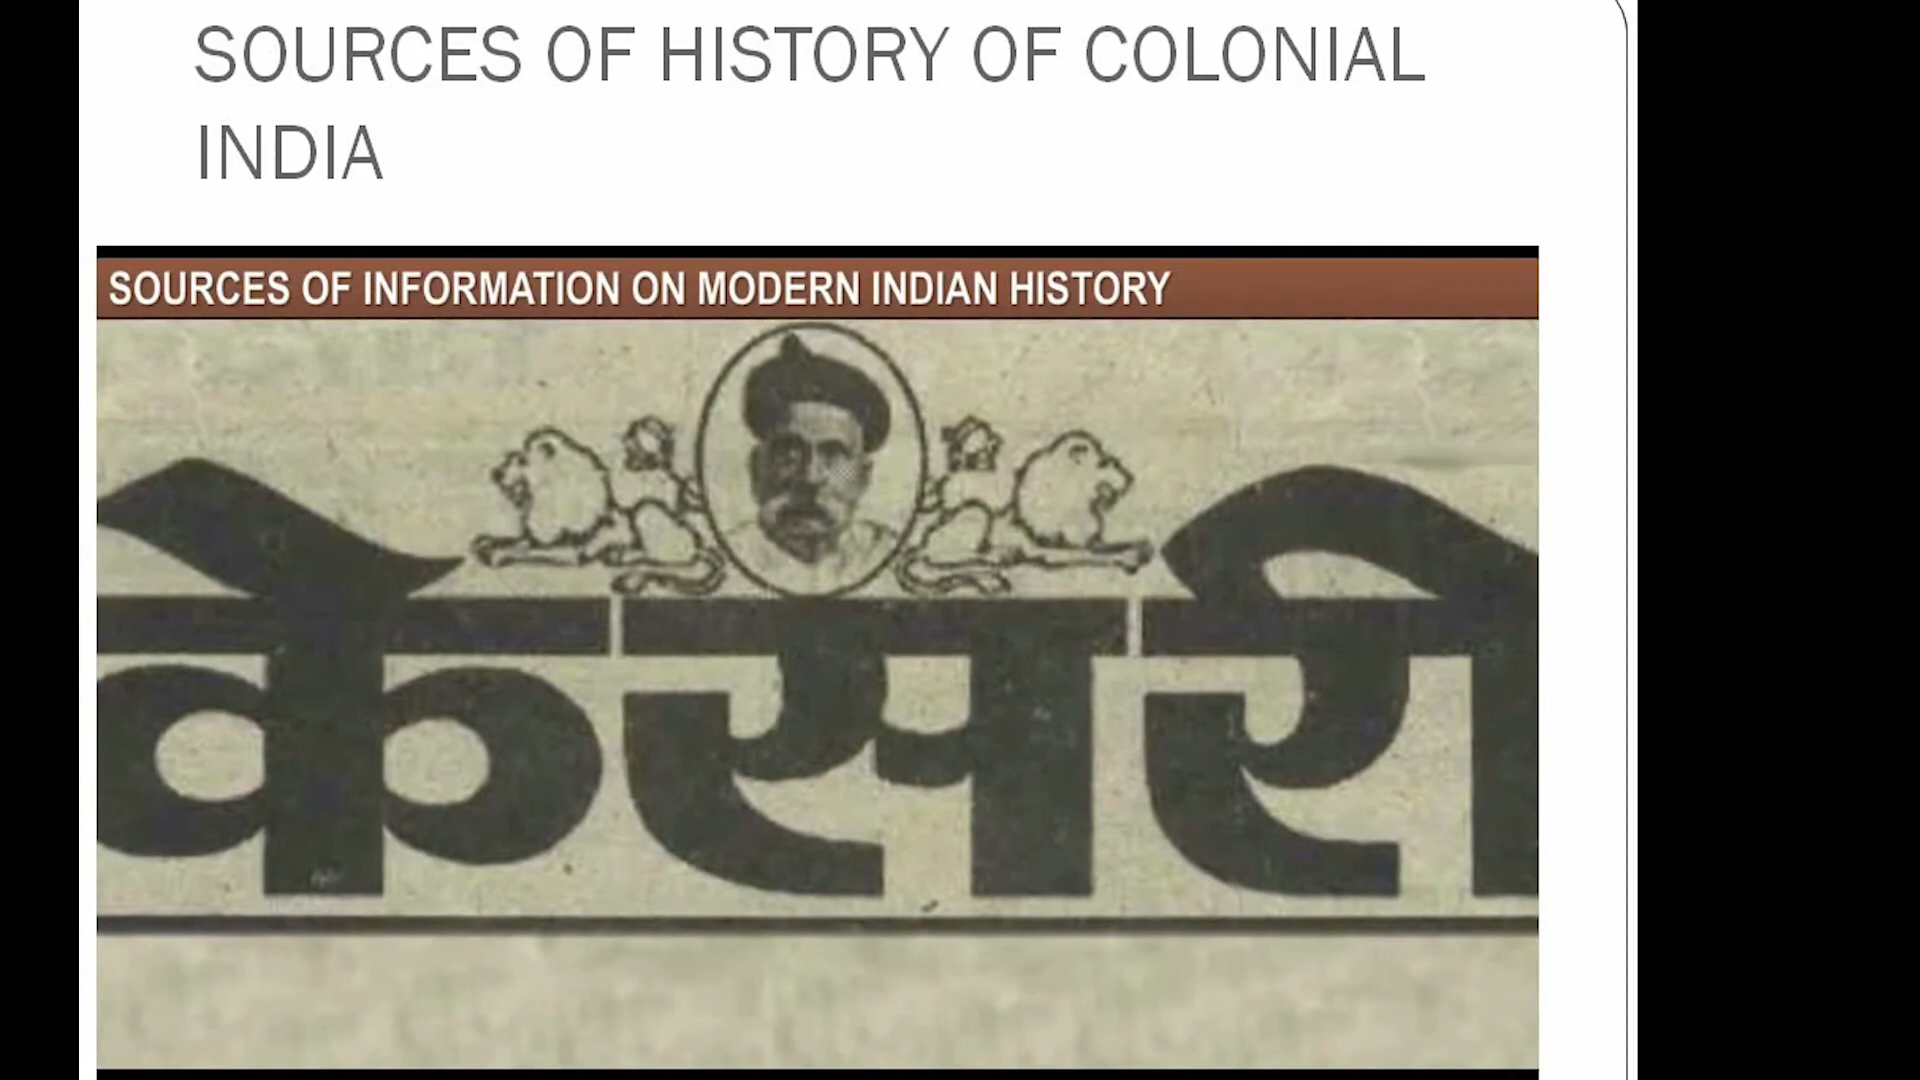 SOURCES OF HISTORY OF COLONIAL
INDIA
SOURCES OF INFORMATION ON MODERN INDIAN HISTORY
केसरी